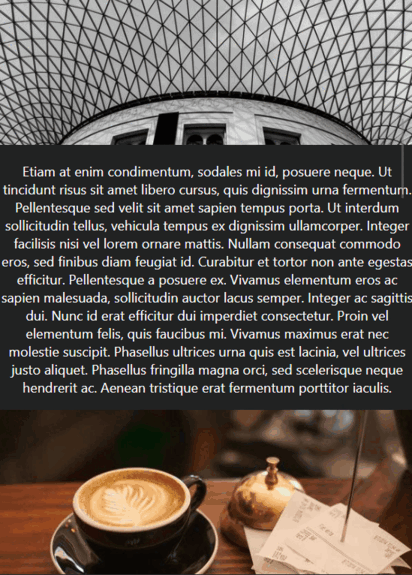 Etiam at enim condimentum, sodales mi id, posuere neque. Ut
tincidunt risus sit amet libero cursus, quis dignissim urna fermentum.
Pellentesque sed velit sit amet sapien tempus porta. Ut interdum
sollicitudin tellus, vehicula tempus ex dignissim ullamcorper. Integer
facilisis nisi vel lorem ornare mattis. Nullam consequat commodo
eros, sed finibus diam feugiat id. Curabitur et tortor non ante egestas
efficitur. Pellentesque a posuere ex. Vivamus elementum eros ac
sapien malesuada, sollicitudin auctor lacus semper. Integer ac sagittis
dui. Nunc id erat efficitur dui imperdiet consectetur. Proin vel
elementum felis, quis faucibus mi. Vivamus maximus erat nec
molestie suscipit. Phasellus ultrices urna quis est lacinia, vel ultrices
justo aliquet. Phasellus fringilla magna orci, sed scelerisque neque
hendrerit ac. Aenean tristique erat fermentum porttitor iaculis.